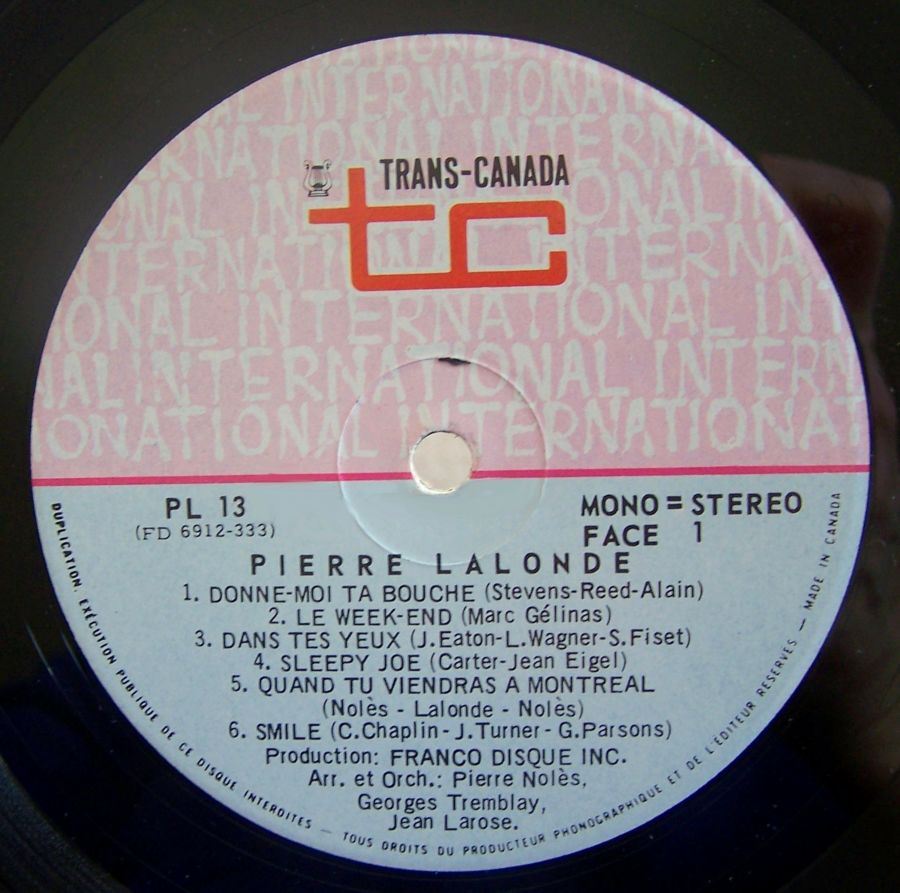 INTERNATIONAL INTERNATIONAL
TRANS-CANADA
tc
PL 13
(FD 6912-333)
MONO = STEREO
FACE 1
PIERRE LALONDE
1. DONNE-MOI TA BOUCHE (Stevens-Reed-Alain)
2. LE WEEK-END (Marc Gélinas)
3. DANS TES YEUX (J.Eaton-L.Wagner-S.Fiset)
4. SLEEPY JOE (Carter-Jean Eigel)
5. QUAND TU VIENDRAS A MONTREAL
(Nolès - Lalonde - Nolès)
6. SMILE (C.Chaplin-J.Turner-G.Parsons)
Production: FRANCO DISQUE INC.
Arr. et Orch.: Pierre Nolès,
Georges Tremblay,
Jean Larose.
DUPLICATION, EXÉCUTION PUBLIQUE DE CE DISQUE INTERDITES — TOUS DROITS DU PRODUCTEUR PHONOGRAPHIQUE ET DE L'ÉDITEUR RESERVES — MADE IN CANADA